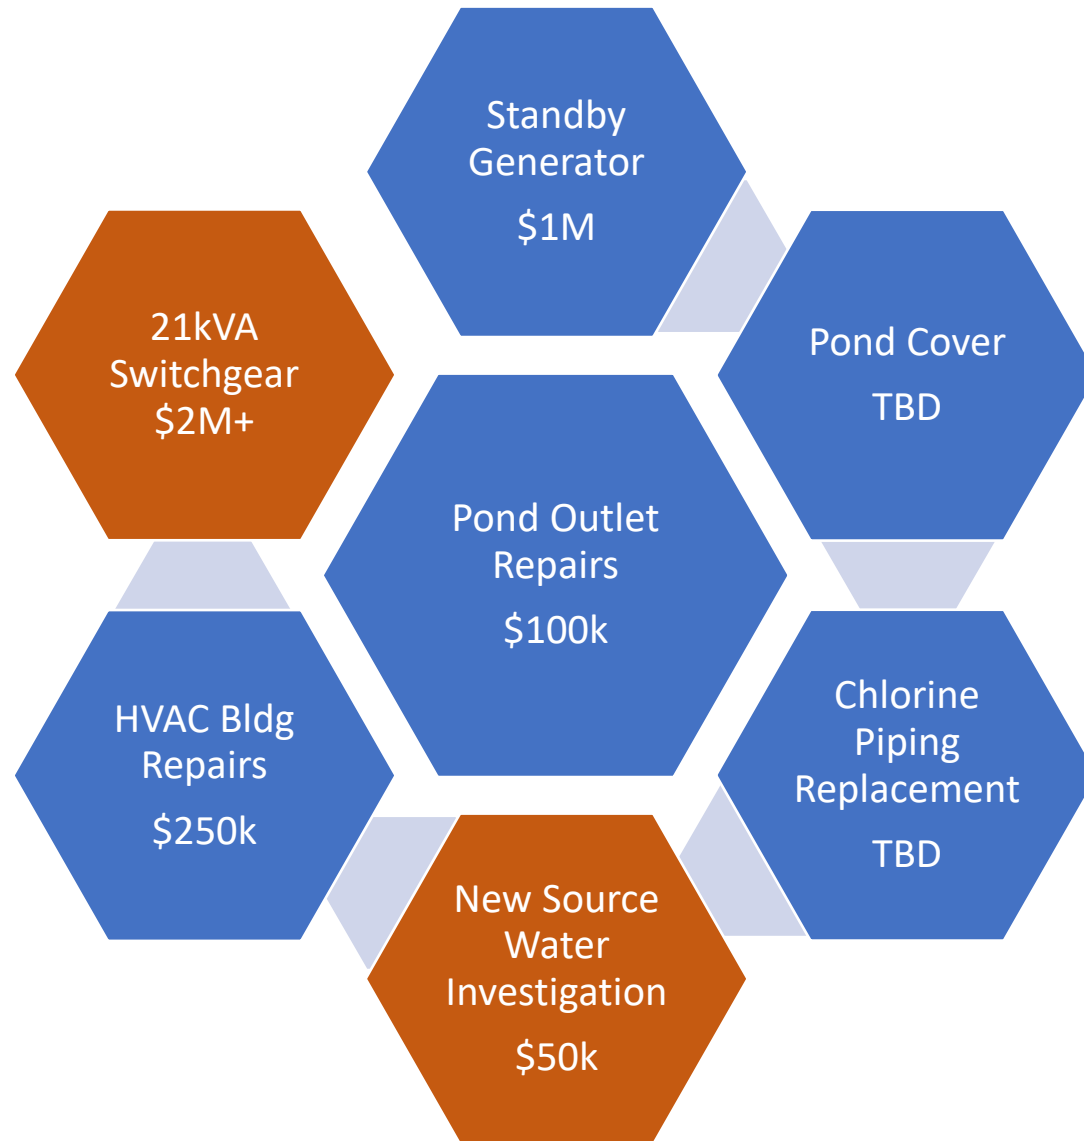 Standby
Generator
$1M
21kVA
Switchgear
$2M+
Pond Cover
TBD
Pond Outlet
Repairs
$100k
HVAC Bldg
Repairs
$250k
Chlorine
Piping
Replacement
TBD
New Source
Water
Investigation
$50k